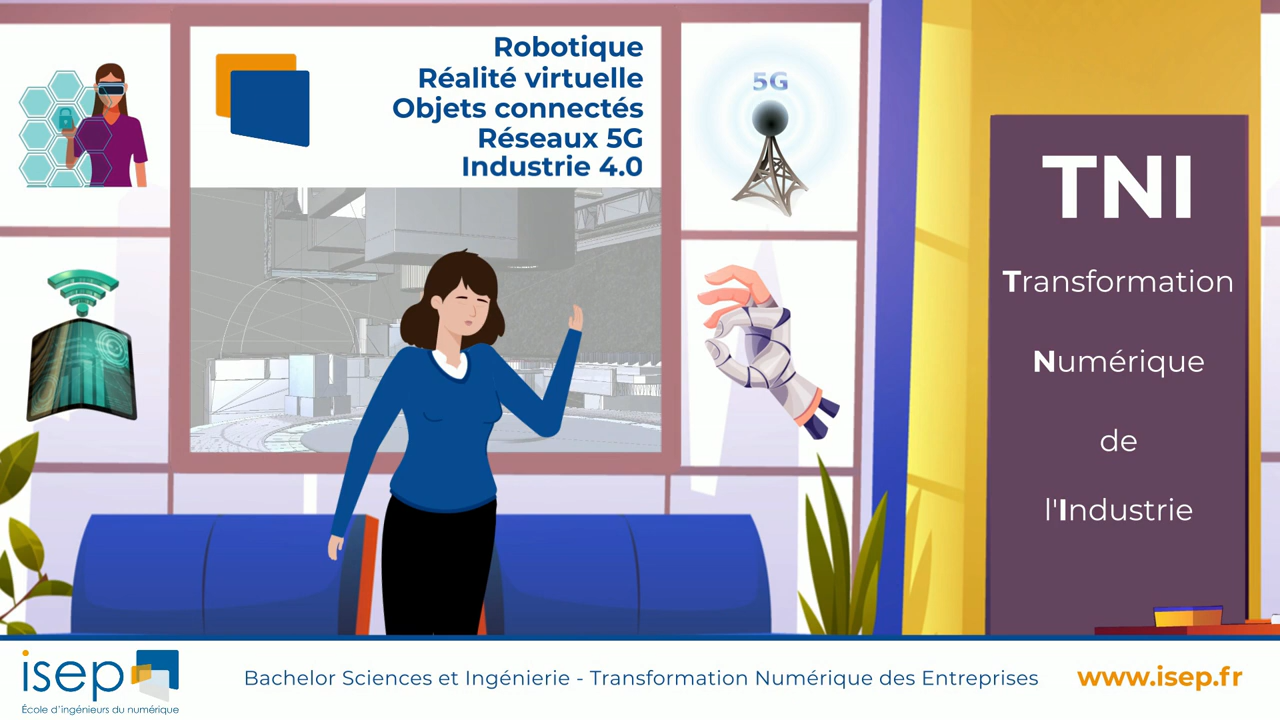 Robotique
Réalité virtuelle
Objets connectés
Réseaux 5G
Industrie 4.0
5G
TNI
Transformation
Numérique
de
l'Industrie
isep
École d'ingénieurs du numérique
Bachelor Sciences et Ingénierie - Transformation Numérique des Entreprises
www.isep.fr